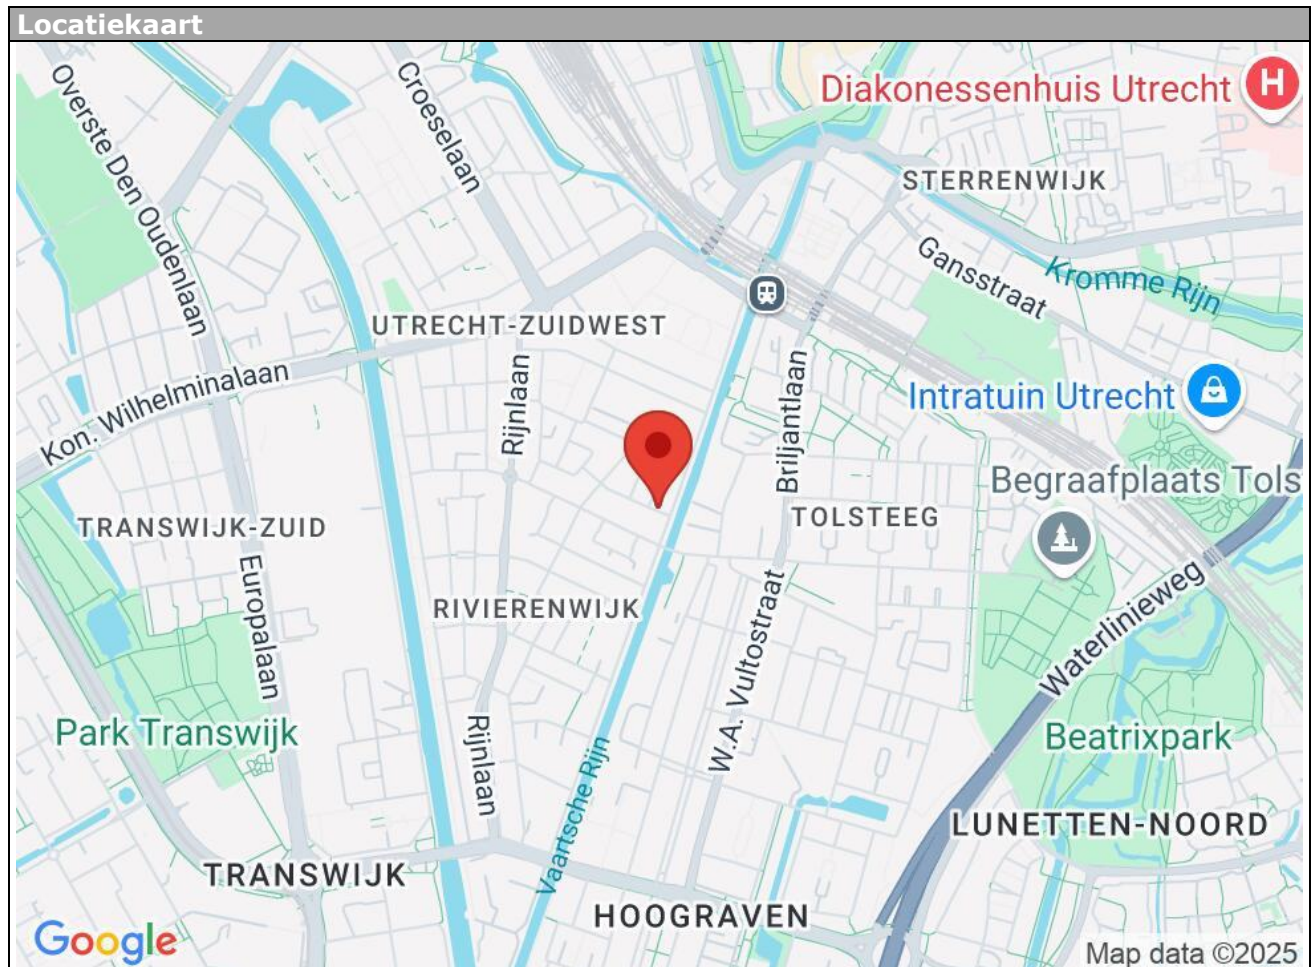 Locatiekaart
Overste Den Oudenlaan
Croeselaan
Diakonessenhuis Utrecht
H
STERRENWIJK
Gansstraat
Kromme Rijn
UTRECHT-ZUIDWEST
Kon. Wilhelminalaan
Rijnlaan
Briljantlaan
Intratuin Utrecht
Begraafplaats Tols
TRANSWIJK-ZUID
TOLSTEEG
Europalaan
RIVIERENWIJK
W.A. Vultostraat
Waterlinieweg
Park Transwijk
Rijnlaan
Vaartsche Rijn
Beatrixpark
LUNETTEN-NOORD
TRANSWIJK
HOOGRAVEN
Google
Map data ©2025